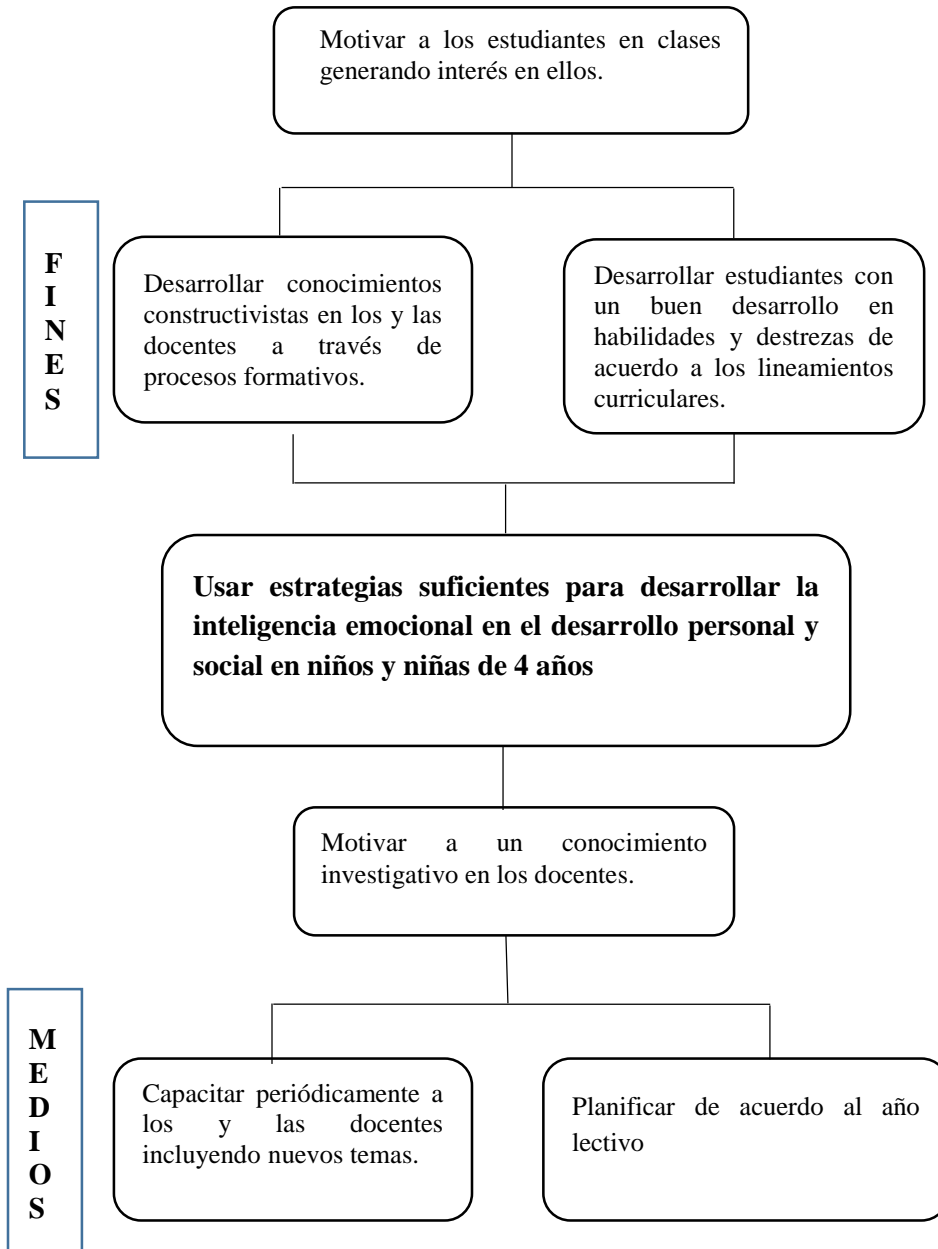 Motivar a los estudiantes en clases
generando interés en ellos.
F
I
N
E
S
Desarrollar conocimientos
constructivistas en los y las
docentes a través de
procesos formativos.
Desarrollar estudiantes con
un buen desarrollo en
habilidades y destrezas de
acuerdo a los lineamientos
curriculares.
Usar estrategias suficientes para desarrollar la
inteligencia emocional en el desarrollo personal y
social en niños y niñas de 4 años
Motivar a un conocimiento
investigativo en los docentes.
M
E
D
I
O
S
Capacitar periódicamente a
los y las docentes
incluyendo nuevos temas.
Planificar de acuerdo al año
lectivo